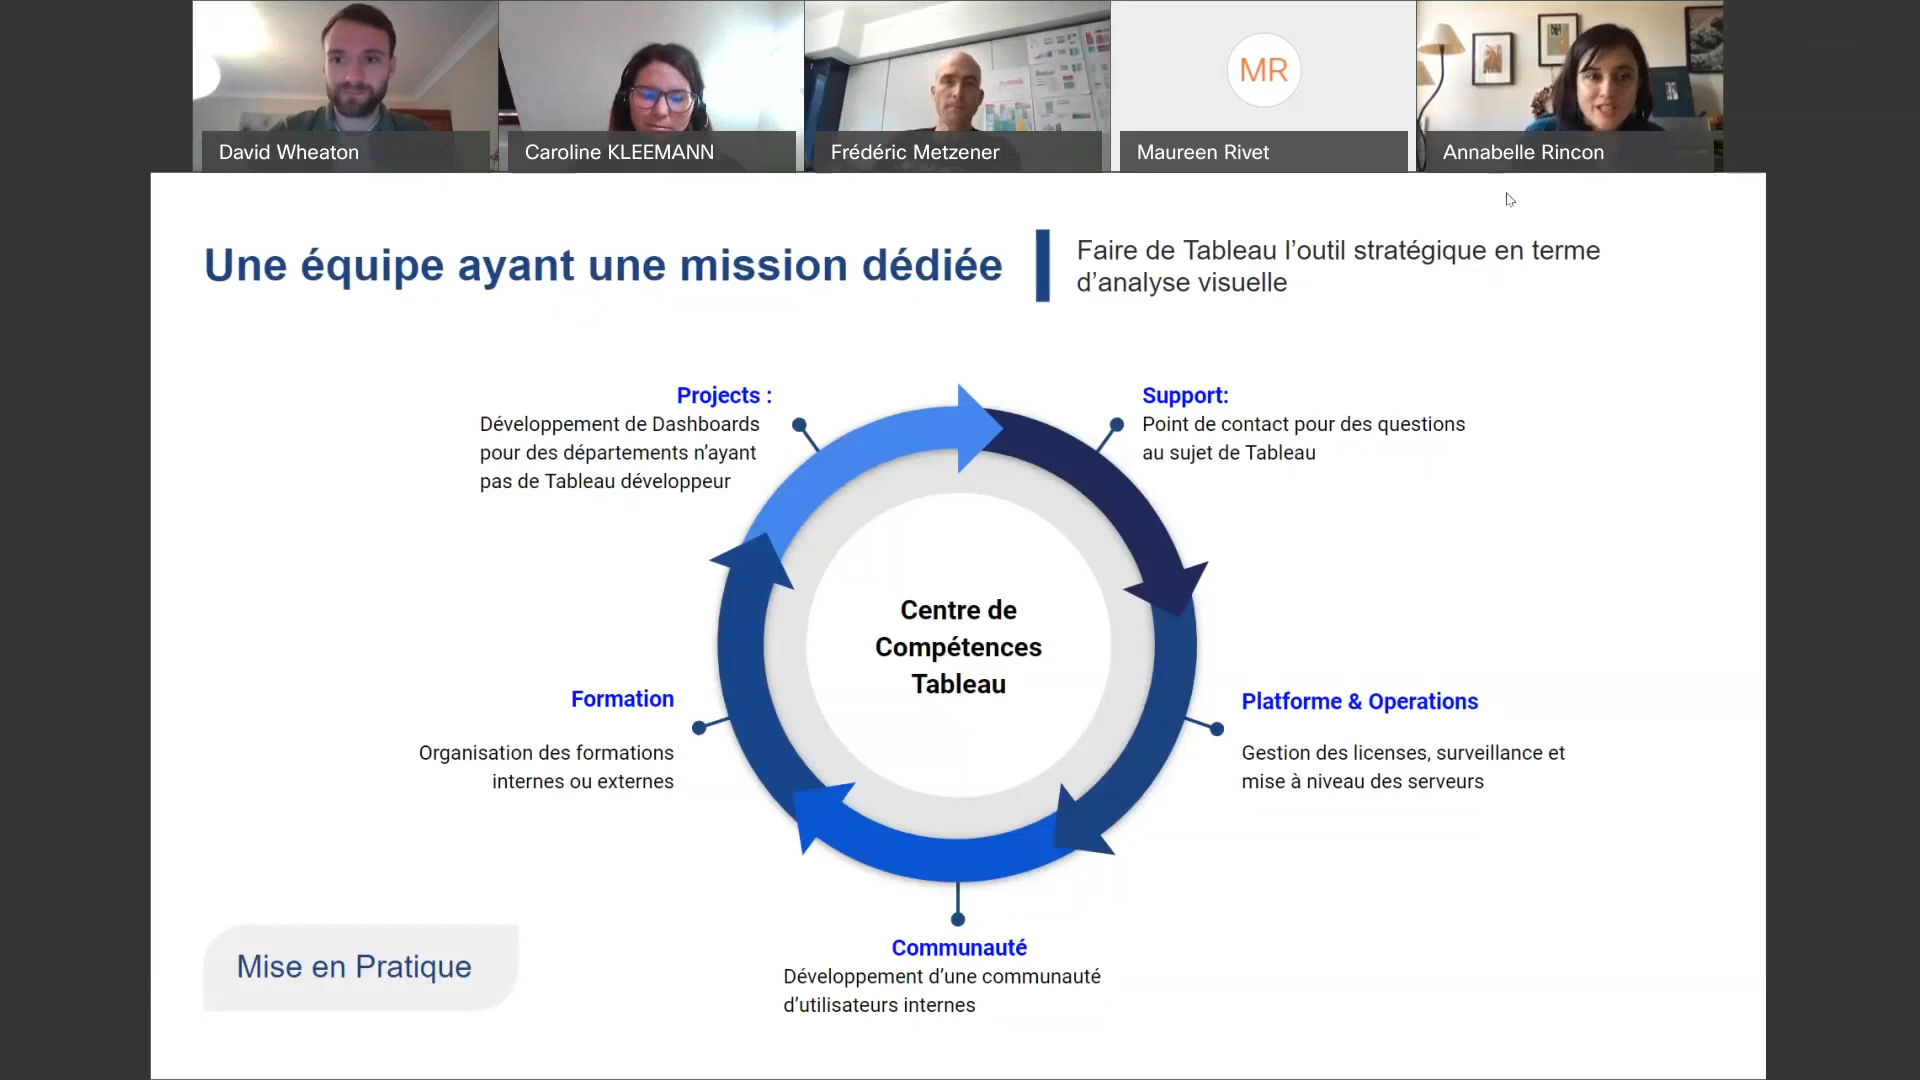 David Wheaton
Caroline KLEEMANN
Frédéric Metzener
MR
Maureen Rivet
Annabelle Rincon
Une équipe ayant une mission dédiée
Faire de Tableau l’outil stratégique en terme
d’analyse visuelle
Projects :
Développement de Dashboards
pour des départements n’ayant
pas de Tableau développeur
Support:
Point de contact pour des questions
au sujet de Tableau
Centre de
Compétences
Tableau
Formation
Organisation des formations
internes ou externes
Platforme & Operations
Gestion des licenses, surveillance et
mise à niveau des serveurs
Communauté
Développement d’une communauté
d’utilisateurs internes
Mise en Pratique